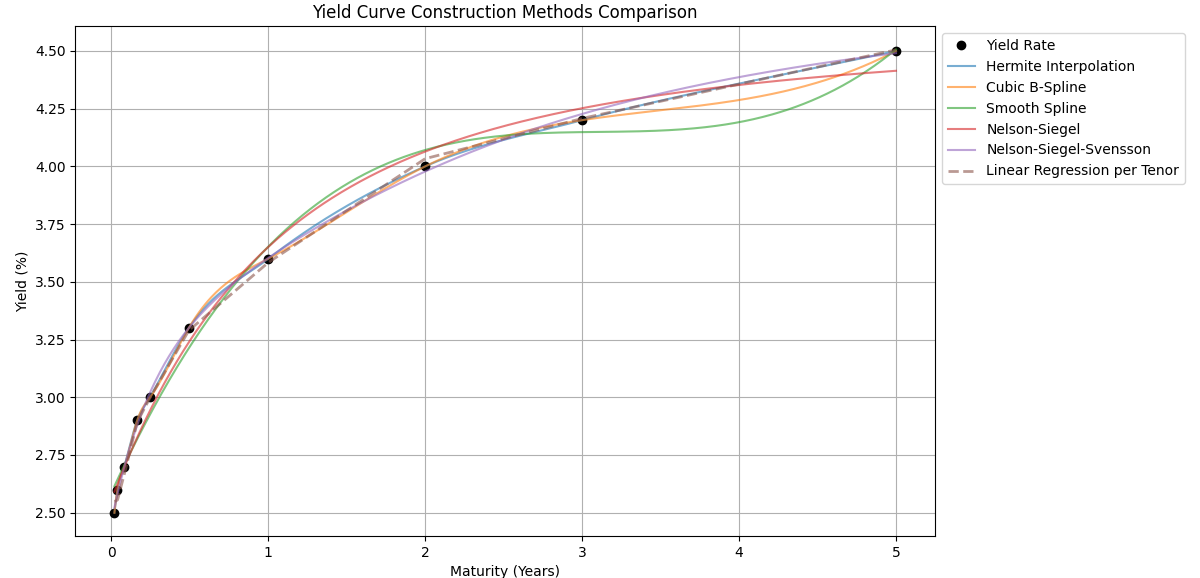 Yield Curve Construction Methods Comparison
Yield (%)
4.50
4.25
4.00
3.75
3.50
3.25
3.00
2.75
2.50
0 1 2 3 4 5
Maturity (Years)
Yield Rate
Hermite Interpolation
Cubic B-Spline
Smooth Spline
Nelson-Siegel
Nelson-Siegel-Svensson
Linear Regression per Tenor